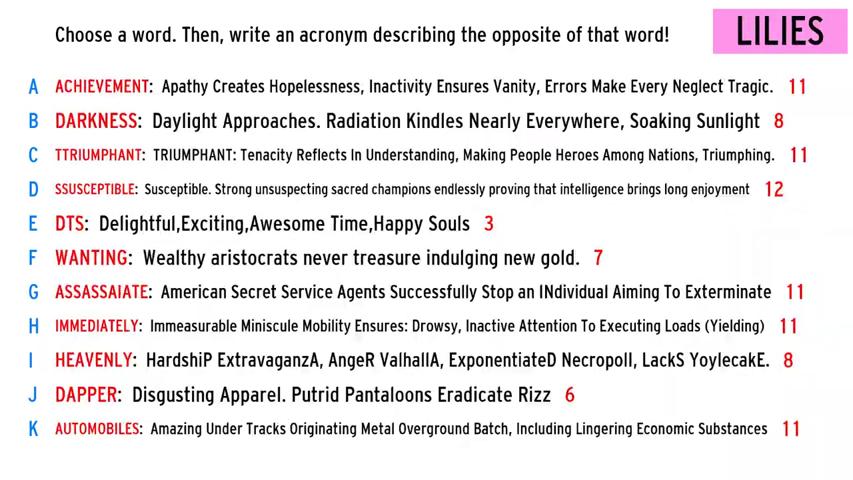 Choose a word. Then, write an acronym describing the opposite of that word!
LILIES
A ACHIEVEMENT: Apathy Creates Hopelessness, Inactivity Ensures Vanity, Errors Make Every Neglect Tragic. 11
B DARKNESS: Daylight Approaches. Radiation Kindles Nearly Everywhere, Soaking Sunlight 8
C TTRIUMPHANT: TRIUMPHANT: Tenacity Reflects In Understanding, Making People Heroes Among Nations, Triumphing. 11
D SSUSCEPTIBLE: Susceptible. Strong unsuspecting sacred champions endlessly proving that intelligence brings long enjoyment 12
E DTS: Delightful,Exciting,Awesome Time,Happy Souls 3
F WANTING: Wealthy aristocrats never treasure indulging new gold. 7
G ASSASSAIATE: American Secret Service Agents Successfully Stop an INdividual Aiming To Exterminate 11
H IMMEDIATELY: Immeasurable Miniscule Mobility Ensures: Drowsy, Inactive Attention To Executing Loads (Yielding) 11
I HEAVENLY: HardshiP ExtravaganzA, AngeR ValhallA, ExponentiateD NecropolI, LackS YoylecakE. 8
J DAPPER: Disgusting Apparel. Putrid Pantaloons Eradicate Rizz 6
K AUTOMOBILES: Amazing Under Tracks Originating Metal Overground Batch, Including Lingering Economic Substances 11